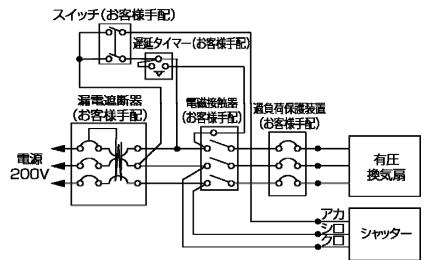 スイッチ(お客様手配)
遅延タイマー(お客様手配)
漏電遮断器
(お客様手配)
電磁接触器
(お客様手配)
過負荷保護装置
(お客様手配)
電源
200V
有圧
換気扇
アカ
シロ
クロ
シャッター